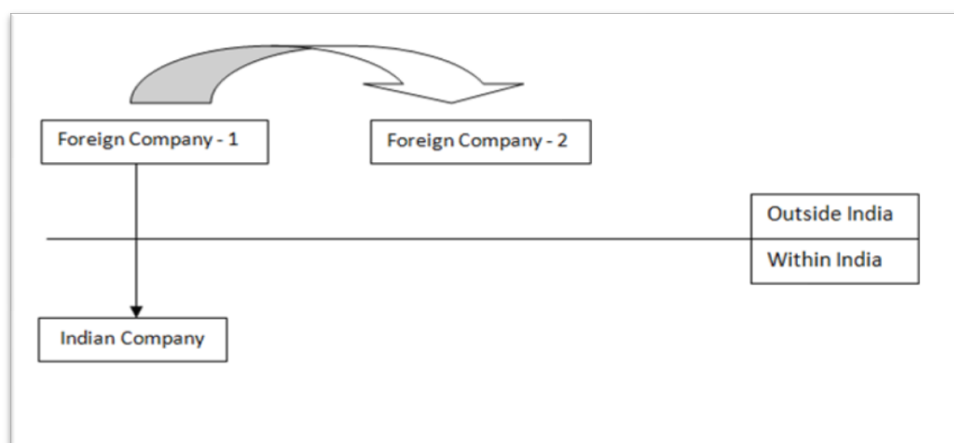 Foreign Company - 1
Foreign Company - 2
Outside India
Within India
Indian Company